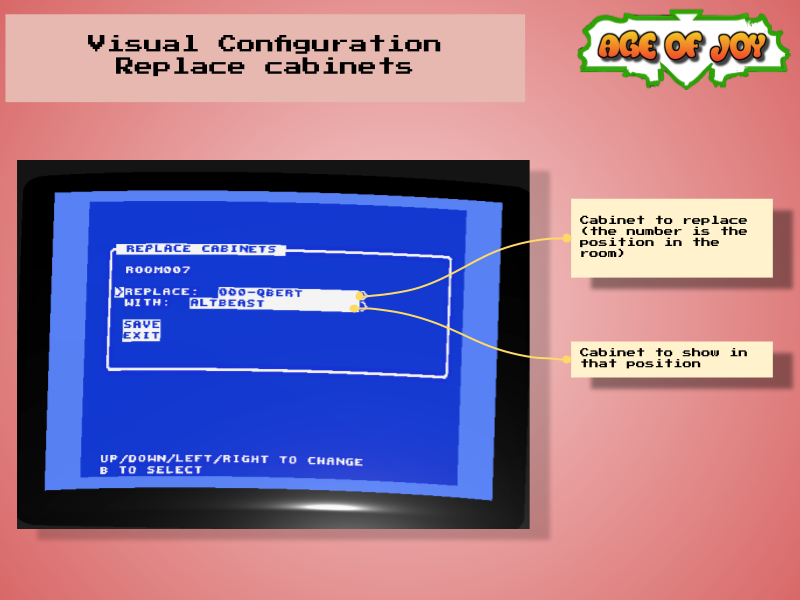 Visual Configuration
Replace cabinets
AGE OF JOY
REPLACE CABINETS
ROOM007
REPLACE: 000-QBERT
WITH: ALTBEAST
SAVE
EXIT
UP/DOWN/LEFT/RIGHT TO CHANGE
B TO SELECT
Cabinet to replace
(the number is the
position in the
room)
Cabinet to show in
that position